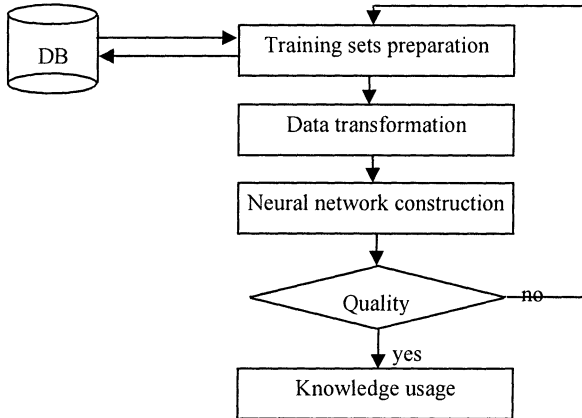 DB
Training sets preparation
Data transformation
Neural network construction
Quality
no
yes
Knowledge usage